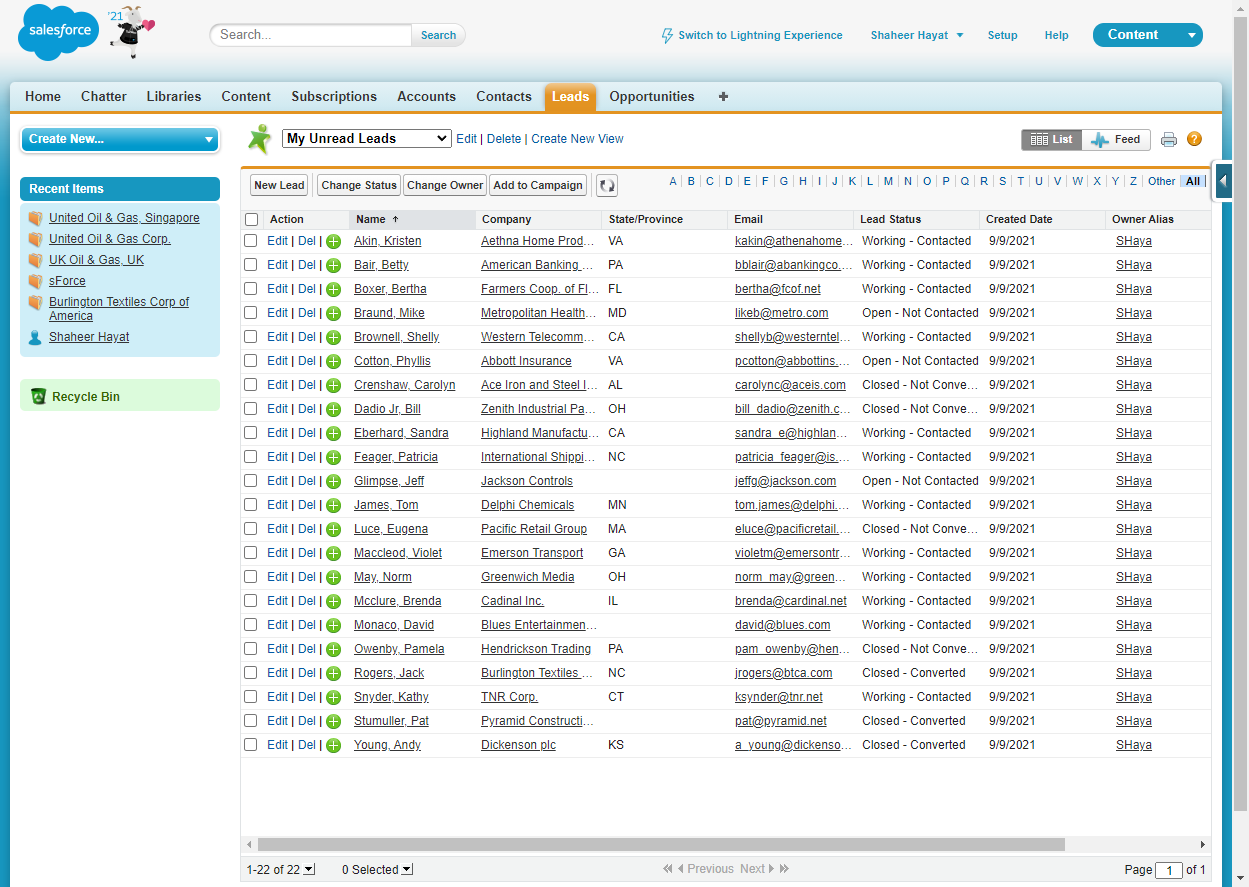 salesforce
'21
Search...
Search
Switch to Lightning Experience
Shaheer Hayat
Setup
Help
Content
Home Chatter Libraries Content Subscriptions Accounts Contacts Leads Opportunities +
Create New...
Recent Items
United Oil & Gas, Singapore
United Oil & Gas Corp.
UK Oil & Gas, UK
sForce
Burlington Textiles Corp of
America
Shaheer Hayat
Recycle Bin
My Unread Leads Edit | Delete | Create New View
List Feed ?
New Lead Change Status Change Owner Add to Campaign
A B C D E F G H I J K L M N O P Q R S T U V W X Y Z Other All
Action Name Company State/Province Email Lead Status Created Date Owner Alias
Edit | Del | Akin, Kristen Aethna Home Prod... VA kakin@athenahome... Working - Contacted 9/9/2021 SHaya
Edit | Del | Bair, Betty American Banking ... PA bblair@abankingco.... Working - Contacted 9/9/2021 SHaya
Edit | Del | Boxer, Bertha Farmers Coop. of Fl... FL bertha@fcof.net Working - Contacted 9/9/2021 SHaya
Edit | Del | Braund, Mike Metropolitan Health... MD likeb@metro.com Open - Not Contacted 9/9/2021 SHaya
Edit | Del | Brownell, Shelly Western Telecomm... CA shellyb@westerntel... Working - Contacted 9/9/2021 SHaya
Edit | Del | Cotton, Phyllis Abbott Insurance VA pcotton@abbottins... Open - Not Contacted 9/9/2021 SHaya
Edit | Del | Crenshaw, Carolyn Ace Iron and Steel I... AL carolync@aceis.com Closed - Not Conve... 9/9/2021 SHaya
Edit | Del | Dadio Jr, Bill Zenith Industrial Pa... OH bill_dadio@zenith.c... Closed - Not Conve... 9/9/2021 SHaya
Edit | Del | Eberhard, Sandra Highland Manufactu... CA sandra_e@highlan... Working - Contacted 9/9/2021 SHaya
Edit | Del | Feager, Patricia International Shippi... NC patricia_feager@is.... Working - Contacted 9/9/2021 SHaya
Edit | Del | Glimpse, Jeff Jackson Controls jeffg@jackson.com Open - Not Contacted 9/9/2021 SHaya
Edit | Del | James, Tom Delphi Chemicals MN tom.james@delphi.... Working - Contacted 9/9/2021 SHaya
Edit | Del | Luce, Eugena Pacific Retail Group MA eluce@pacificretail.... Closed - Not Conve... 9/9/2021 SHaya
Edit | Del | Maccleod, Violet Emerson Transport GA violetm@emersontr... Working - Contacted 9/9/2021 SHaya
Edit | Del | May, Norm Greenwich Media OH norm_may@green... Working - Contacted 9/9/2021 SHaya
Edit | Del | Mcclure, Brenda Cadinal Inc. IL brenda@cardinal.net Working - Contacted 9/9/2021 SHaya
Edit | Del | Monaco, David Blues Entertainmen... david@blues.com Working - Contacted 9/9/2021 SHaya
Edit | Del | Owenby, Pamela Hendrickson Trading PA pam_owenby@hen... Closed - Not Conve... 9/9/2021 SHaya
Edit | Del | Rogers, Jack Burlington Textiles ... NC jrogers@btca.com Closed - Converted 9/9/2021 SHaya
Edit | Del | Snyder, Kathy TNR Corp. CT ksynder@tnr.net Working - Contacted 9/9/2021 SHaya
Edit | Del | Stumuller, Pat Pyramid Constructi... pat@pyramid.net Closed - Converted 9/9/2021 SHaya
Edit | Del | Young, Andy Dickenson plc KS a_young@dickenso... Closed - Converted 9/9/2021 SHaya
1-22 of 22 0 Selected Previous Next Page 1 of 1